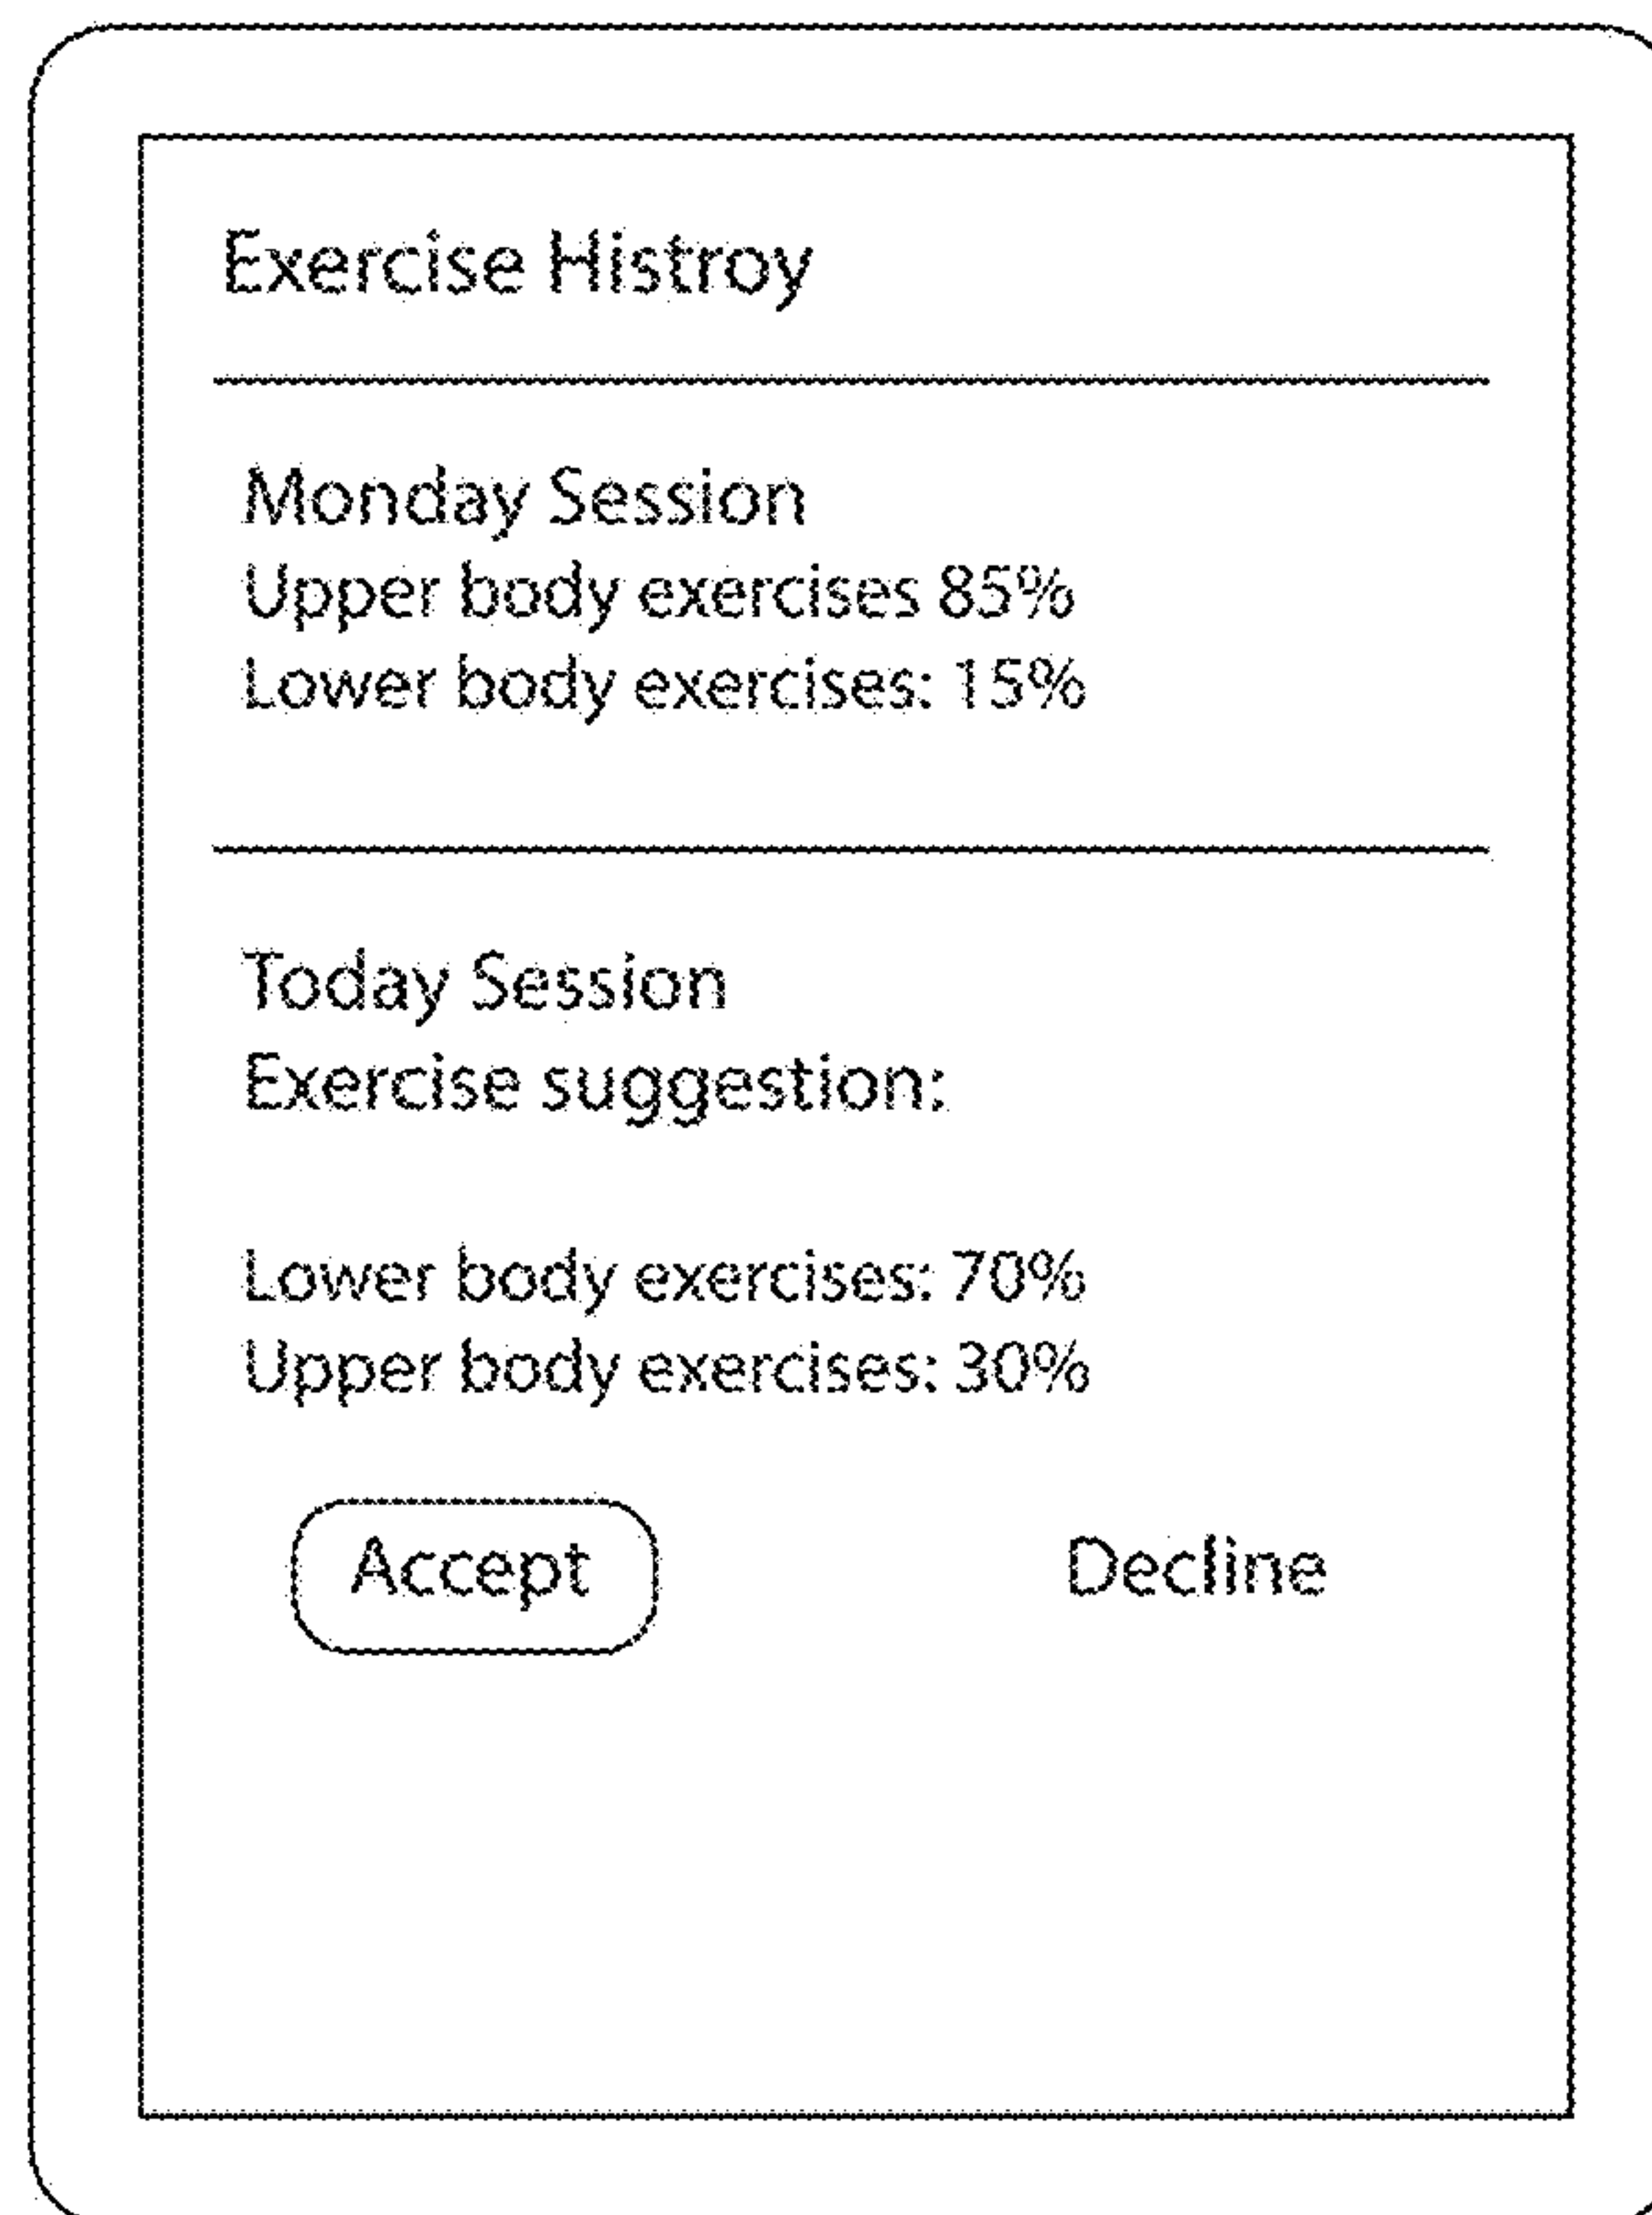 Exercise Histroy
Monday Session
Upper body exercises 85%
Lower body exercises: 15%
Today Session
Exercise suggestion:
Lower body exercises: 70%
Upper body exercises: 30%
Accept Decline